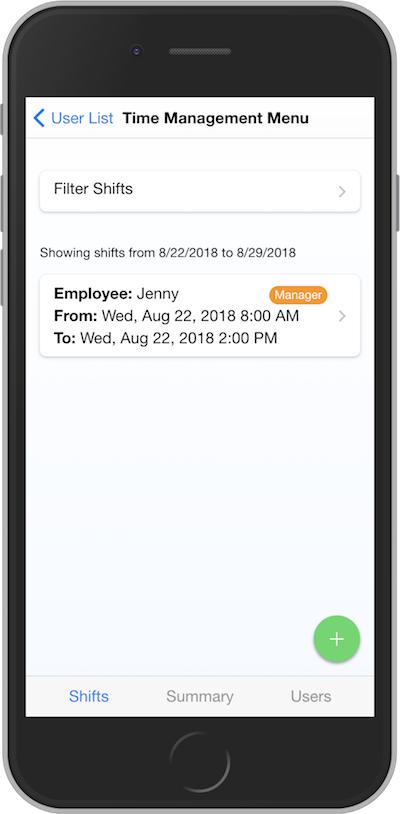 User List Time Management Menu
Filter Shifts
Showing shifts from 8/22/2018 to 8/29/2018
Employee: Jenny Manager
From: Wed, Aug 22, 2018 8:00 AM
To: Wed, Aug 22, 2018 2:00 PM
+
Shifts Summary Users